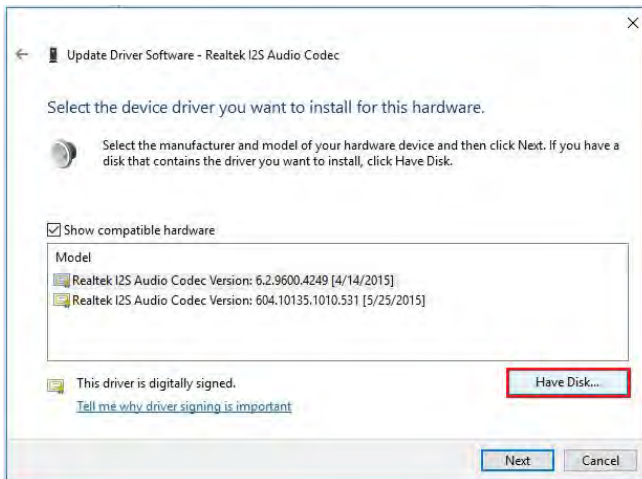 Update Driver Software - Realtek I2S Audio Codec
Select the device driver you want to install for this hardware.
Select the manufacturer and model of your hardware device and then click Next. If you have a
disk that contains the driver you want to install, click Have Disk.
Show compatible hardware
Model
Realtek I2S Audio Codec Version: 6.2.9600.4249 [4/14/2015]
Realtek I2S Audio Codec Version: 604.10135.1010.531 [5/25/2015]
This driver is digitally signed.
Have Disk...
Tell me why driver signing is important
Next
Cancel